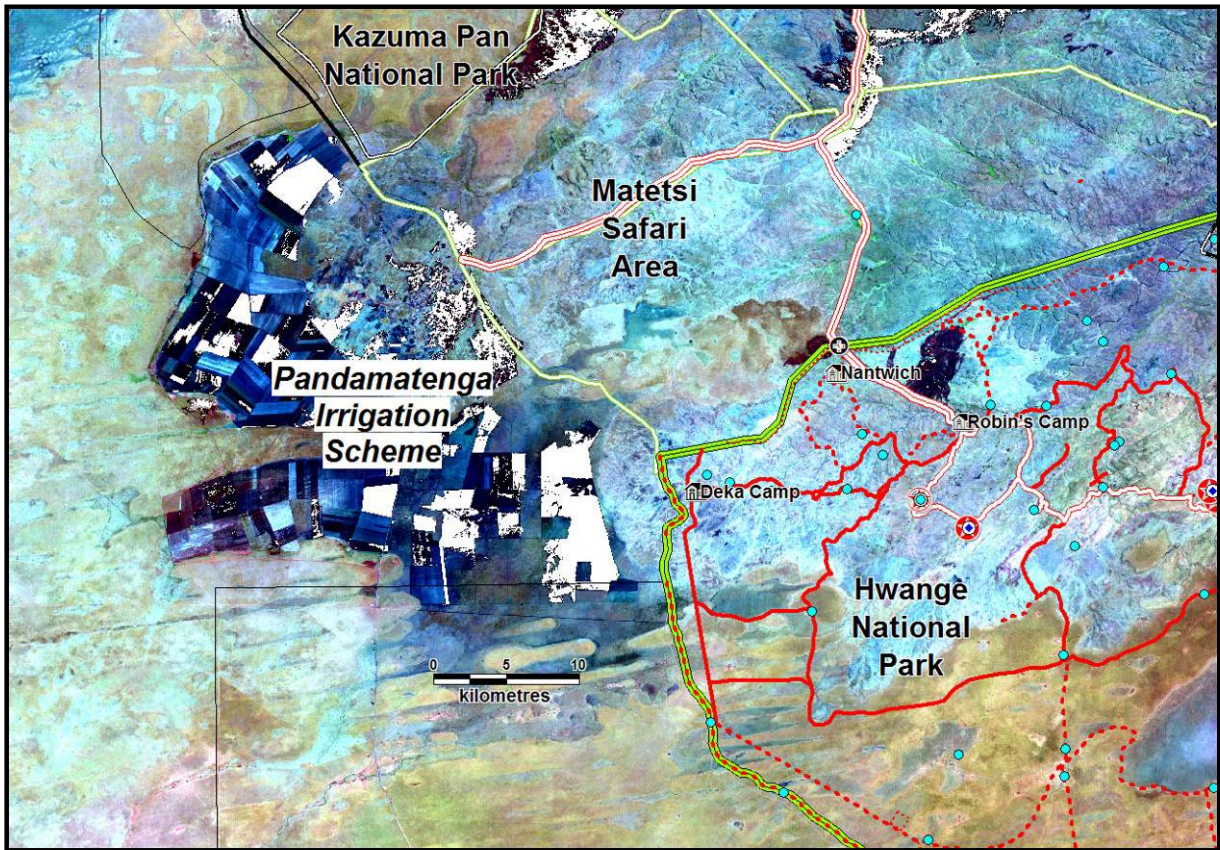 Kazuma Pan
National Park
Matetsi
Safari
Area
Nantwich
Pandamatenga
Irrigation
Scheme
Robin's Camp
Deka Camp
Hwange
National
Park
0 5 10
kilometres